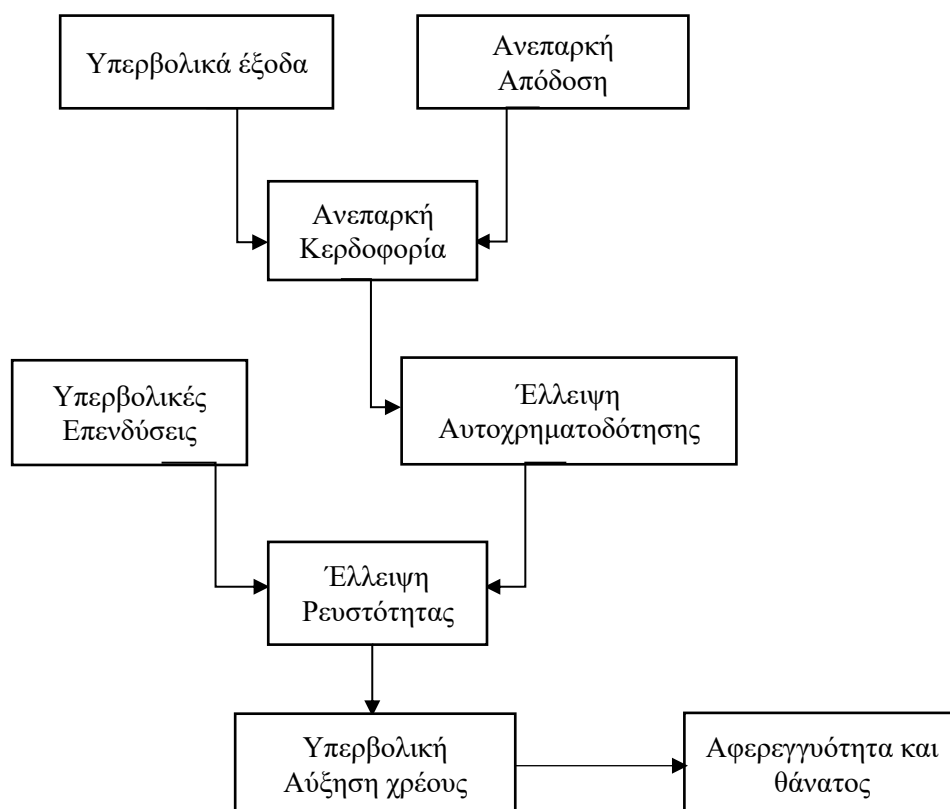 Υπερβολικά έξοδα
Ανεπαρκή
Απόδοση
Ανεπαρκή
Κερδοφορία
Υπερβολικές
Επενδύσεις
Έλλειψη
Αυτοχρηματοδότησης
Έλλειψη
Ρευστότητας
Υπερβολική
Αύξηση χρέους
Αφερεγγυότητα και
θάνατος